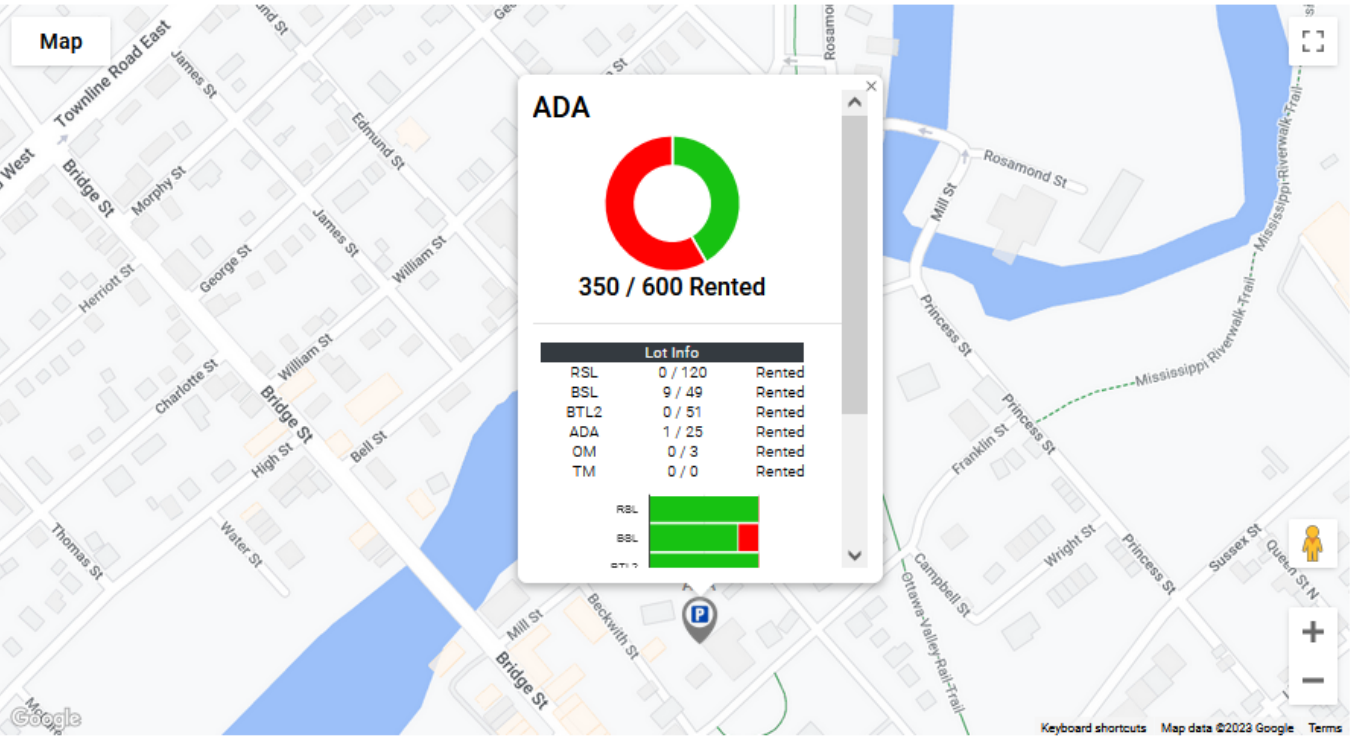 Map
Townline Road East
West
James St
Edmund St
Bridge St
Morphy St
James St
George St
William St
Herriott St
William St
Charlotte St
Bridge St
Bell St
High St
Thomas St
Water St
Mill St
Beckwith St
Bridge St
Google
ADA
350 / 600 Rented
Lot Info
RSL 0 / 120 Rented
BSL 9 / 49 Rented
BTL2 0 / 51 Rented
ADA 1 / 25 Rented
OM 0 / 3 Rented
TM 0 / 0 Rented
RSL
BSL
BTL2
P
Rosamond St
Mill St
Mississippi Riverwalk-Trail
Mississippi Riverwalk-Trail
Princess St
Princess St
Franklin St
Wright St
Princess St
Sussex St
Queen St N
Campbell St
Ottawa-Valley-Rail-Trail
Keyboard shortcuts Map data ©2023 Google Terms